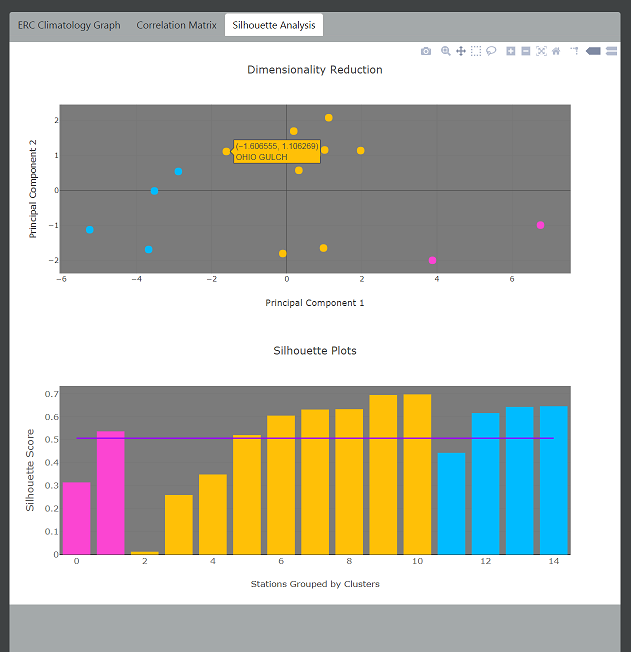 ERC Climatology Graph Correlation Matrix Silhouette Analysis
Dimensionality Reduction
Principal Component 2
2
1
0
−1
−2
(−1.606555, 1.106269)
OHIO GULCH
−6 −4 −2 0 2 4 6
Principal Component 1
Silhouette Plots
Silhouette Score
0.7
0.6
0.5
0.4
0.3
0.2
0.1
0
0 2 4 6 8 10 12 14
Stations Grouped by Clusters